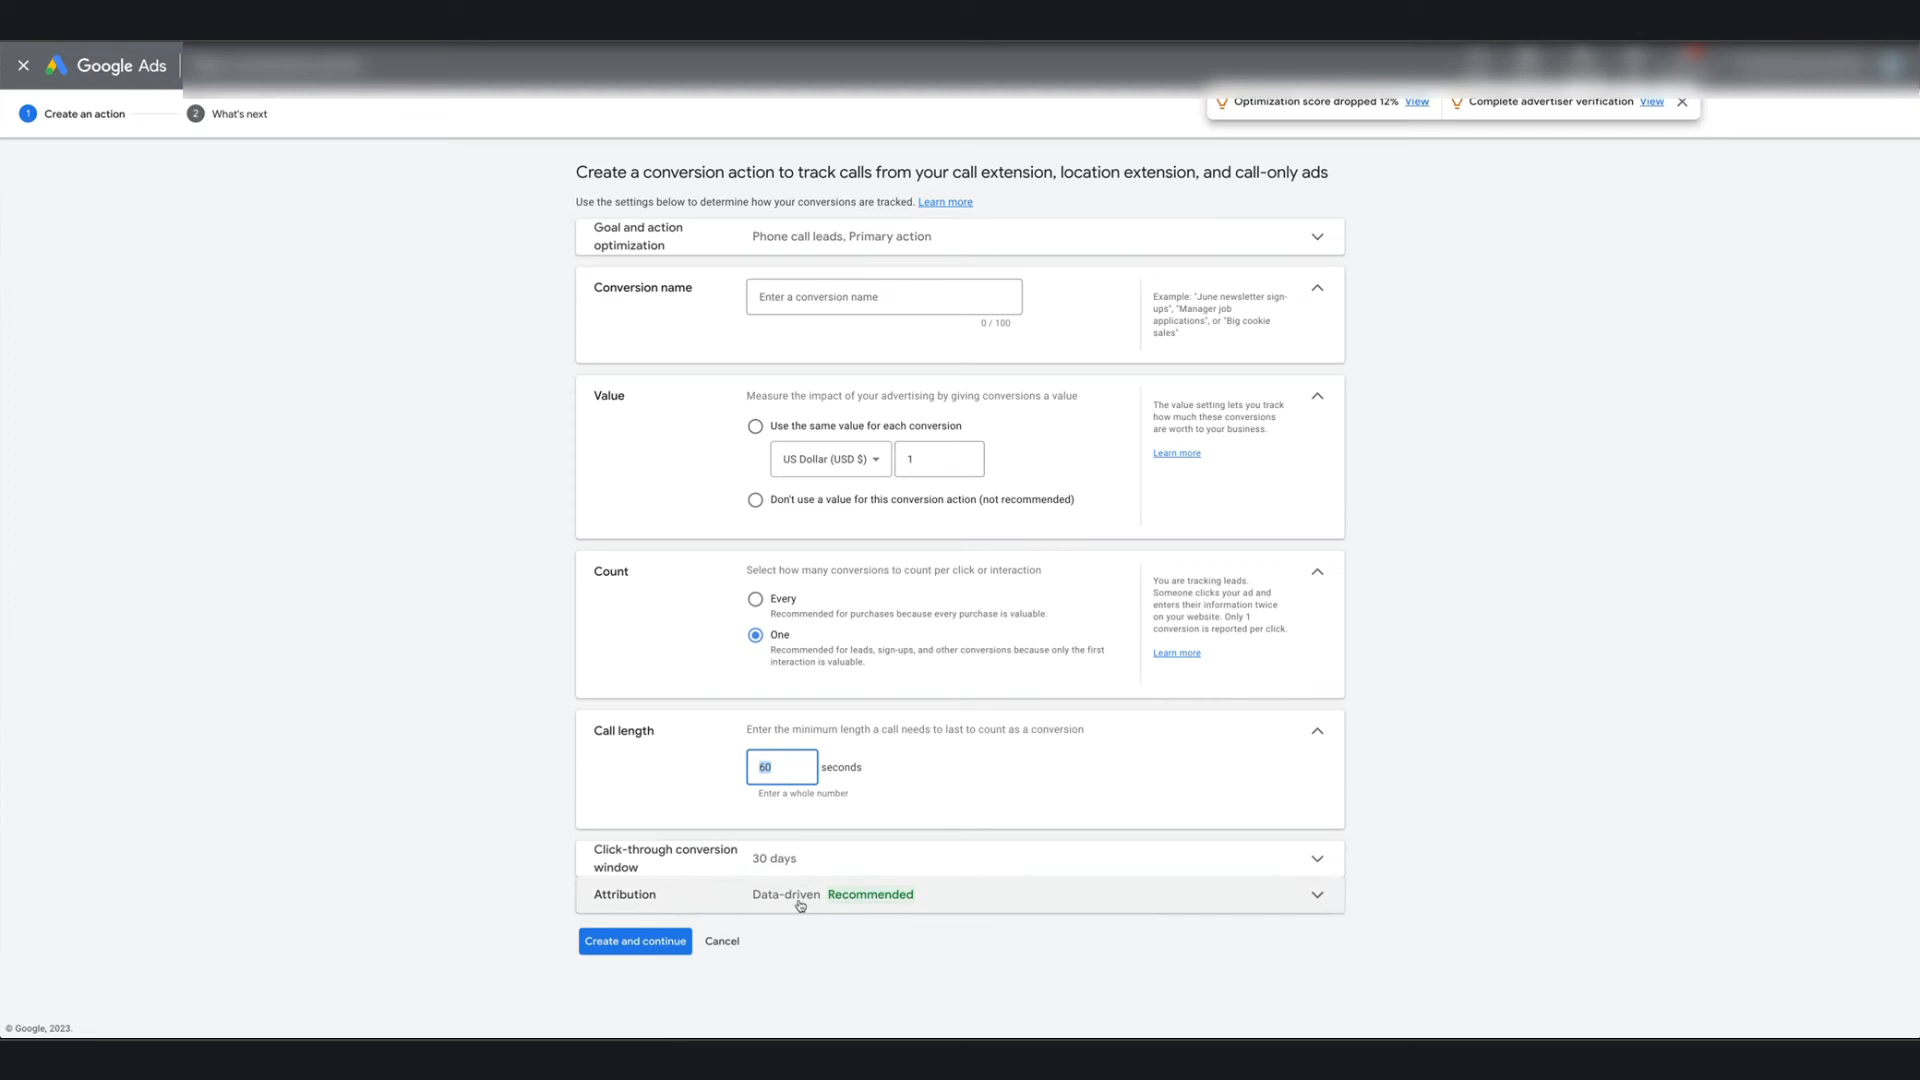 Google Ads
1 Create an action
2 What's next
Optimization score dropped 12% View
Complete advertiser verification View
Create a conversion action to track calls from your call extension, location extension, and call-only ads
Use the settings below to determine how your conversions are tracked. Learn more
Goal and action
optimization
Phone call leads, Primary action
Conversion name
Enter a conversion name
0 / 100
Example: "June newsletter sign-
ups", "Manager job
applications", or "Big cookie
sales"
Value
Measure the impact of your advertising by giving conversions a value
Use the same value for each conversion
US Dollar (USD $)
1
Don't use a value for this conversion action (not recommended)
The value setting lets you track
how much these conversions
are worth to your business.
Learn more
Count
Select how many conversions to count per click or interaction
Every
Recommended for purchases because every purchase is valuable.
One
Recommended for leads, sign-ups, and other conversions because only the first
interaction is valuable.
You are tracking leads.
Someone clicks your ad and
enters their information twice
on your website. Only 1
conversion is reported per click.
Learn more
Call length
Enter the minimum length a call needs to last to count as a conversion
60 seconds
Enter a whole number
Click-through conversion
window
30 days
Attribution
Data-driven Recommended
Create and continue
Cancel
© Google, 2023.